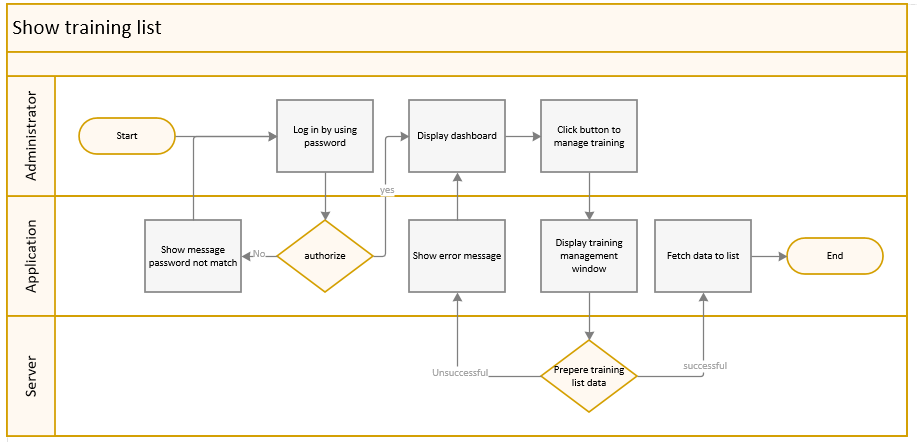 Show training list
Administrator
Start
Log in by using
password
Display dashboard
Click button to
manage training
yes
Application
Show message
password not match
No
authorize
Show error message
Display training
management
window
Fetch data to list
End
Server
Unsuccessful
Prepere training
list data
successful